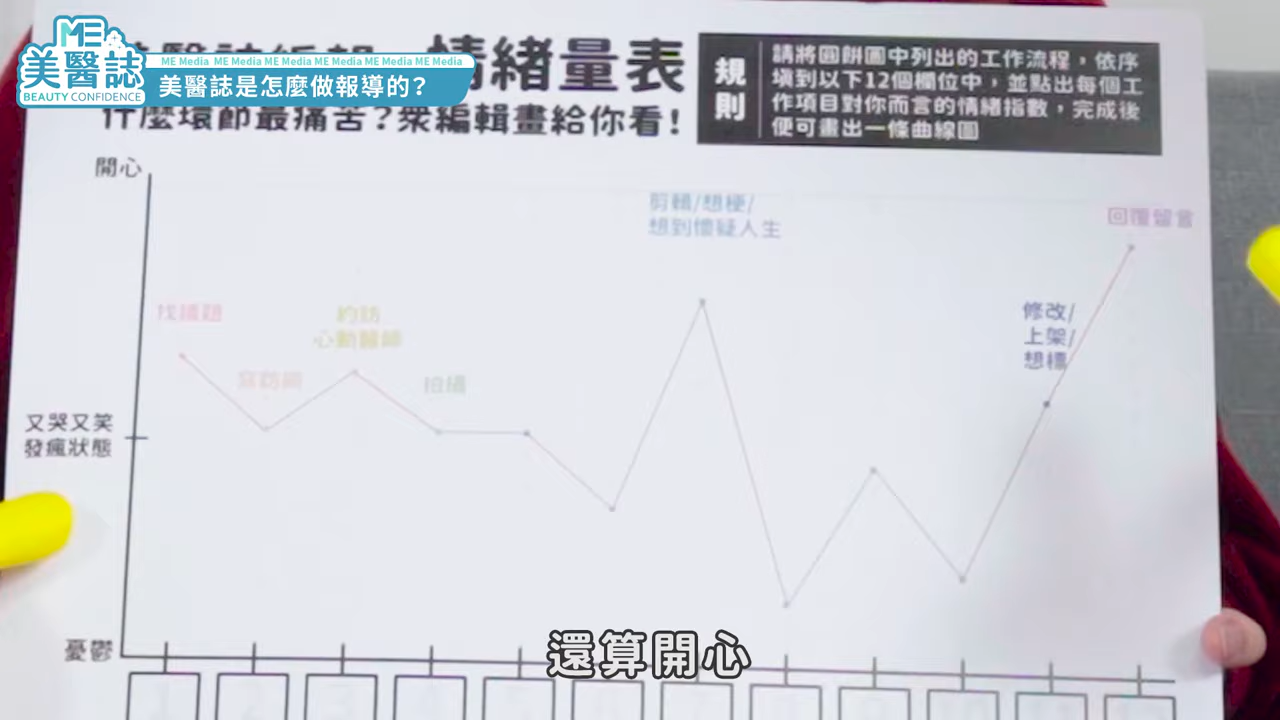 ME
美醫誌
BEAUTY CONFIDENCE
ME Media ME Media ME Media ME Media ME Media ME Media
美醫誌是怎麼做報導的？
情緒量表
什麼環節最痛苦？眾編輯畫給你看！
規則
請將圓餅圖中列出的工作流程，依序
填到以下12個欄位中，並點出每個工
作項目對你而言的情緒指數，完成後
便可畫出一條曲線圖
開心
剪輯/想梗/
想到懷疑人生
回覆留言
找議題
約訪
心動醫師
寫訪綱
拍攝
修改/
上架/
想標
又哭又笑
發瘋狀態
憂鬱
還算開心